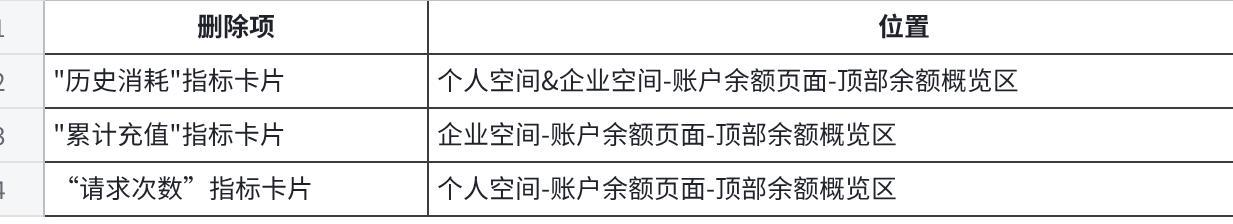 删除项 位置
"历史消耗"指标卡片 个人空间&企业空间-账户余额页面-顶部余额概览区
"累计充值"指标卡片 企业空间-账户余额页面-顶部余额概览区
“请求次数”指标卡片 个人空间-账户余额页面-顶部余额概览区